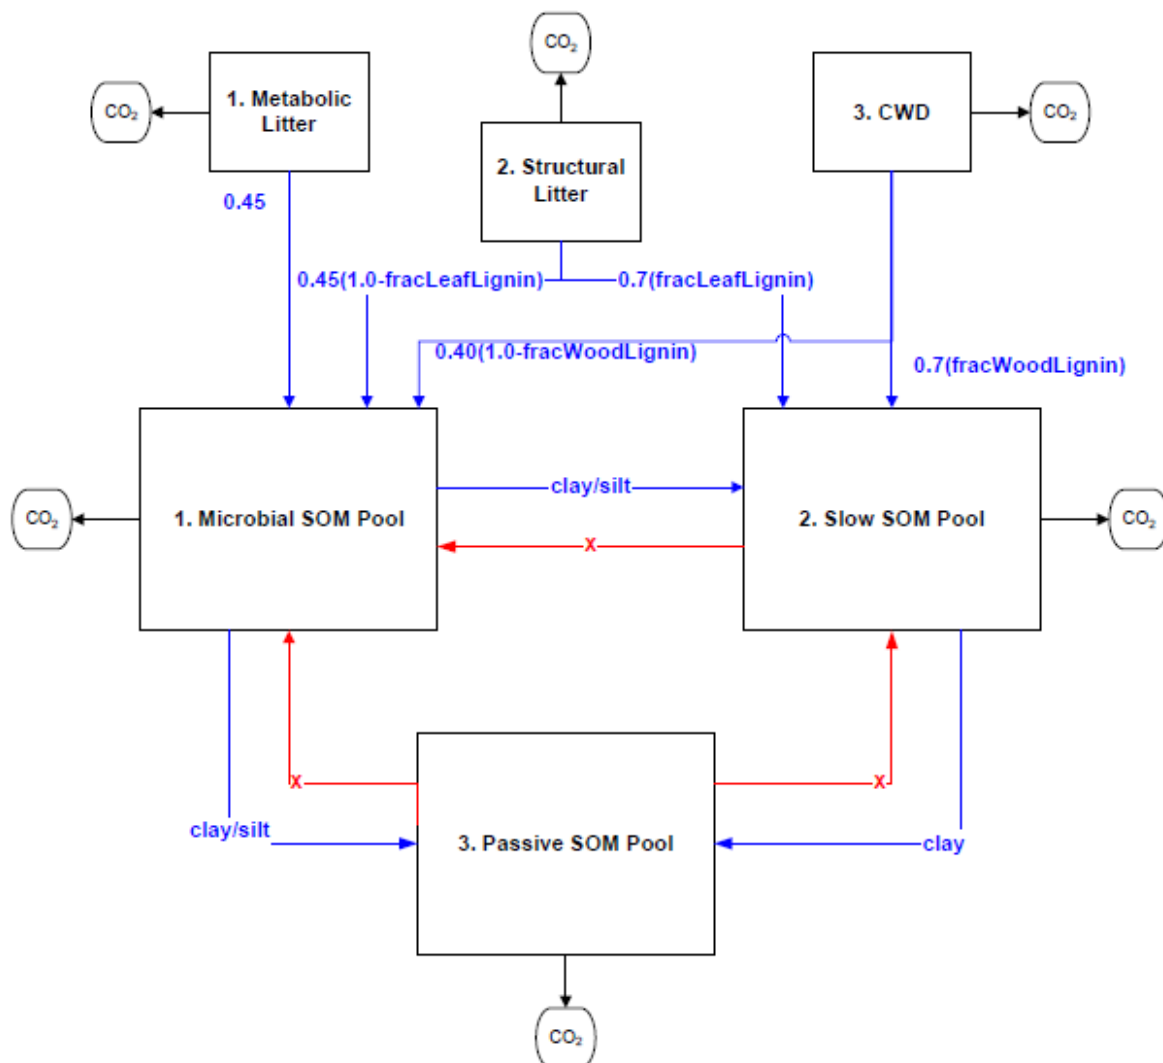 CO₂
CO₂
1. Metabolic
Litter
3. CWD
CO₂
2. Structural
Litter
0.45
0.45(1.0-fracLeafLignin)
0.7(fracLeafLignin)
0.40(1.0-fracWoodLignin)
0.7(fracWoodLignin)
clay/silt
CO₂
1. Microbial SOM Pool
2. Slow SOM Pool
CO₂
X
X
X
clay/silt
3. Passive SOM Pool
clay
CO₂